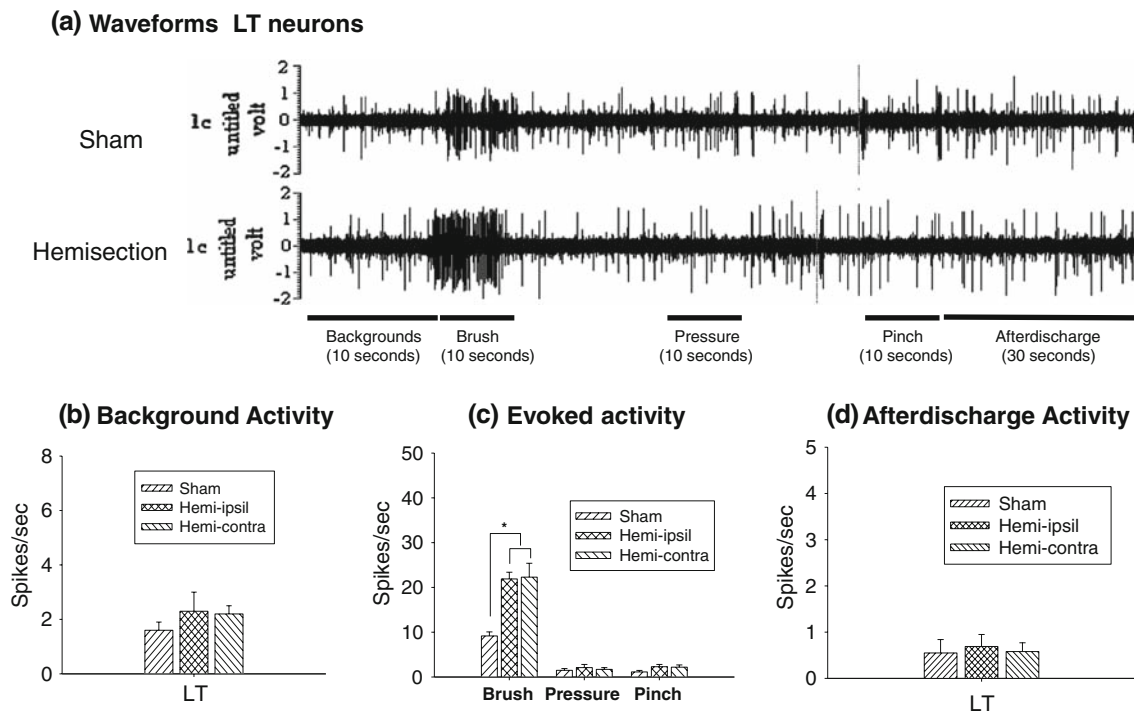 (a) Waveforms LT neurons
Sham
1c
untitled
volt
2
1
0
-1
-2
Hemisection
1c
untitled
volt
2
1
0
-1
-2
Backgrounds
(10 seconds)
Brush
(10 seconds)
Pressure
(10 seconds)
Pinch
(10 seconds)
Afterdischarge
(30 seconds)
(b) Background Activity
Spikes/sec
8
6
4
2
0
Sham
Hemi-ipsil
Hemi-contra
LT
(c) Evoked activity
Spikes/sec
50
40
30
20
10
0
*
Sham
Hemi-ipsil
Hemi-contra
Brush Pressure Pinch
(d) Afterdischarge Activity
Spikes/sec
5
4
3
2
1
0
Sham
Hemi-ipsil
Hemi-contra
LT